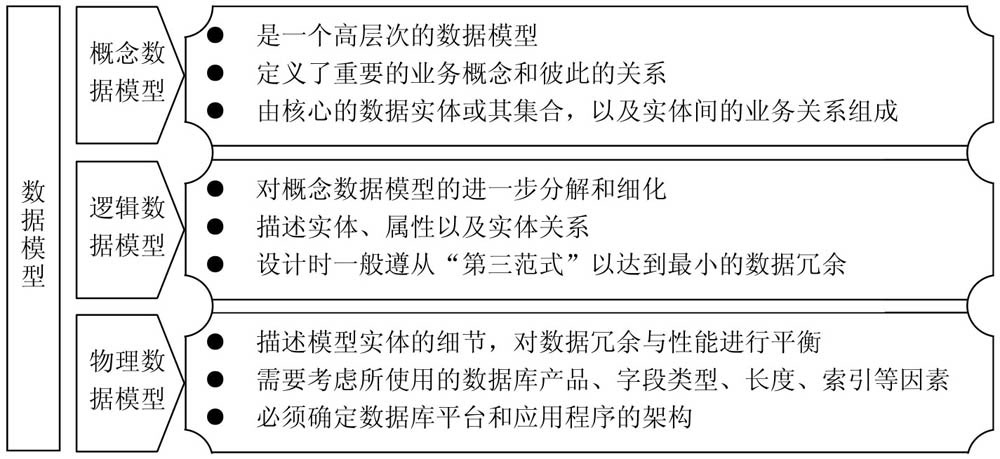 数据模型
概念数
据模型
● 是一个高层次的数据模型
● 定义了重要的业务概念和彼此的关系
● 由核心的数据实体或其集合，以及实体间的业务关系组成
逻辑数
据模型
● 对概念数据模型的进一步分解和细化
● 描述实体、属性以及实体关系
● 设计时一般遵从“第三范式”以达到最小的数据冗余
物理数
据模型
● 描述模型实体的细节，对数据冗余与性能进行平衡
● 需要考虑所使用的数据库产品、字段类型、长度、索引等因素
● 必须确定数据库平台和应用程序的架构